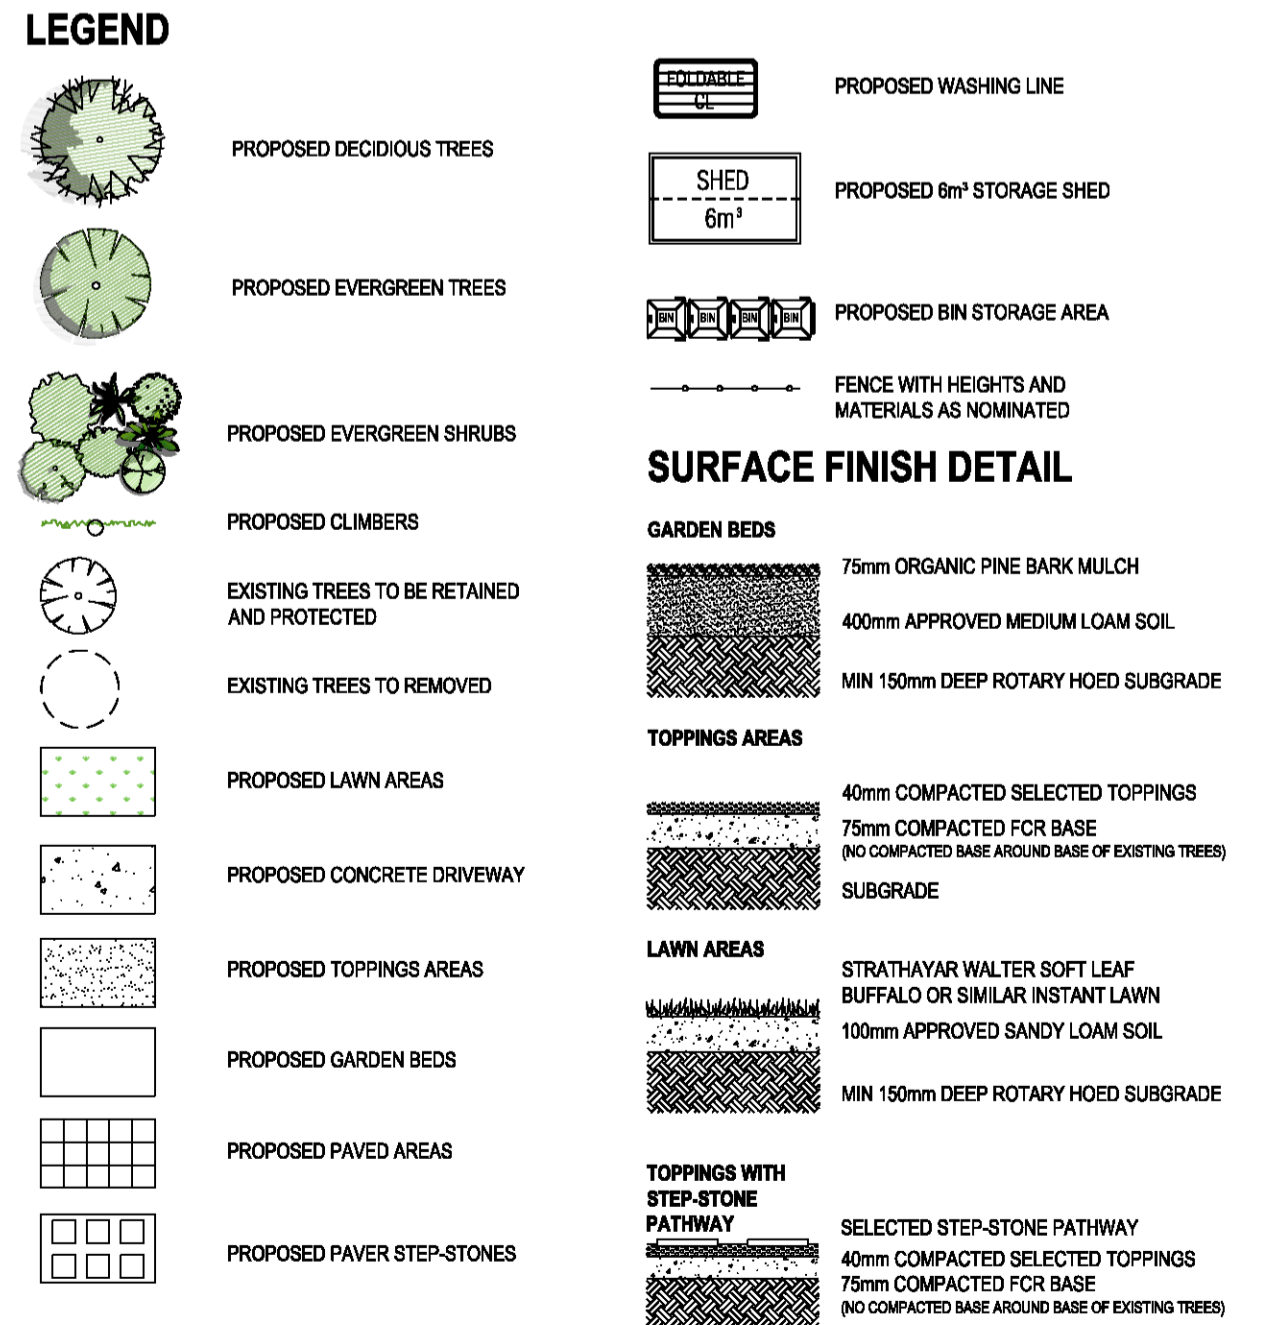 LEGEND
PROPOSED DECIDIOUS TREES
PROPOSED EVERGREEN TREES
PROPOSED EVERGREEN SHRUBS
PROPOSED CLIMBERS
EXISTING TREES TO BE RETAINED
AND PROTECTED
EXISTING TREES TO REMOVED
PROPOSED LAWN AREAS
PROPOSED CONCRETE DRIVEWAY
PROPOSED TOPPINGS AREAS
PROPOSED GARDEN BEDS
PROPOSED PAVED AREAS
PROPOSED PAVER STEP-STONES
FOLDABLE
CL
PROPOSED WASHING LINE
SHED
6m³
PROPOSED 6m³ STORAGE SHED
BIN BIN BIN BIN
PROPOSED BIN STORAGE AREA
FENCE WITH HEIGHTS AND
MATERIALS AS NOMINATED
SURFACE FINISH DETAIL
GARDEN BEDS
75mm ORGANIC PINE BARK MULCH
400mm APPROVED MEDIUM LOAM SOIL
MIN 150mm DEEP ROTARY HOED SUBGRADE
TOPPINGS AREAS
40mm COMPACTED SELECTED TOPPINGS
75mm COMPACTED FCR BASE
(NO COMPACTED BASE AROUND BASE OF EXISTING TREES)
SUBGRADE
LAWN AREAS
STRATHAYAR WALTER SOFT LEAF
BUFFALO OR SIMILAR INSTANT LAWN
100mm APPROVED SANDY LOAM SOIL
MIN 150mm DEEP ROTARY HOED SUBGRADE
TOPPINGS WITH
STEP-STONE
PATHWAY
SELECTED STEP-STONE PATHWAY
40mm COMPACTED SELECTED TOPPINGS
75mm COMPACTED FCR BASE
(NO COMPACTED BASE AROUND BASE OF EXISTING TREES)